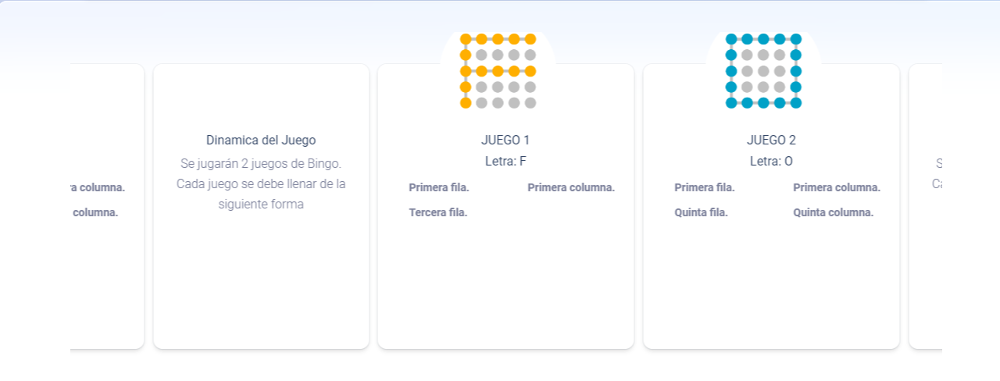 ra columna.
columna.
Dinamica del Juego
Se jugarán 2 juegos de Bingo.
Cada juego se debe llenar de la
siguiente forma
JUEGO 1
Letra: F
Primera fila.
Primera columna.
Tercera fila.
JUEGO 2
Letra: O
Primera fila.
Primera columna.
Quinta fila.
Quinta columna.